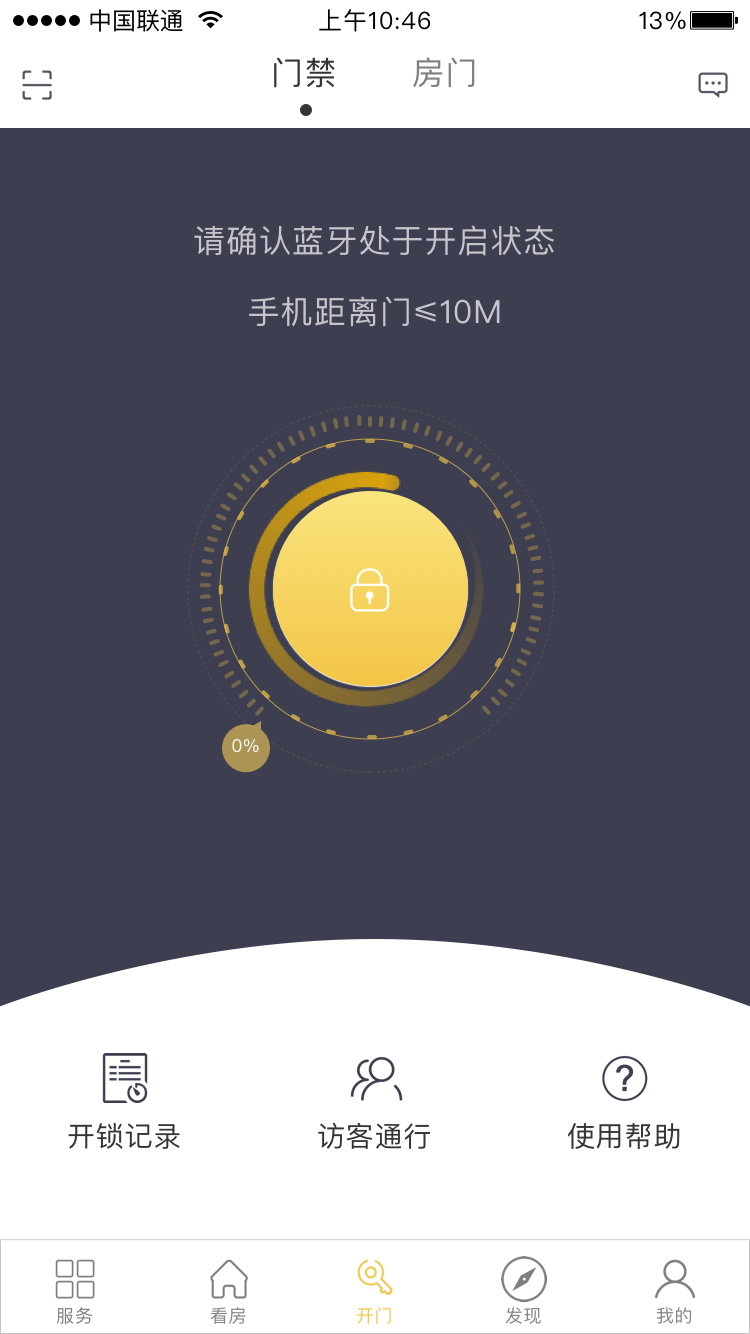 中国联通 上午10:46 13%
门禁 房门
请确认蓝牙处于开启状态
手机距离门≤10M
0%
开锁记录 访客通行 使用帮助
服务 看房 开门 发现 我的